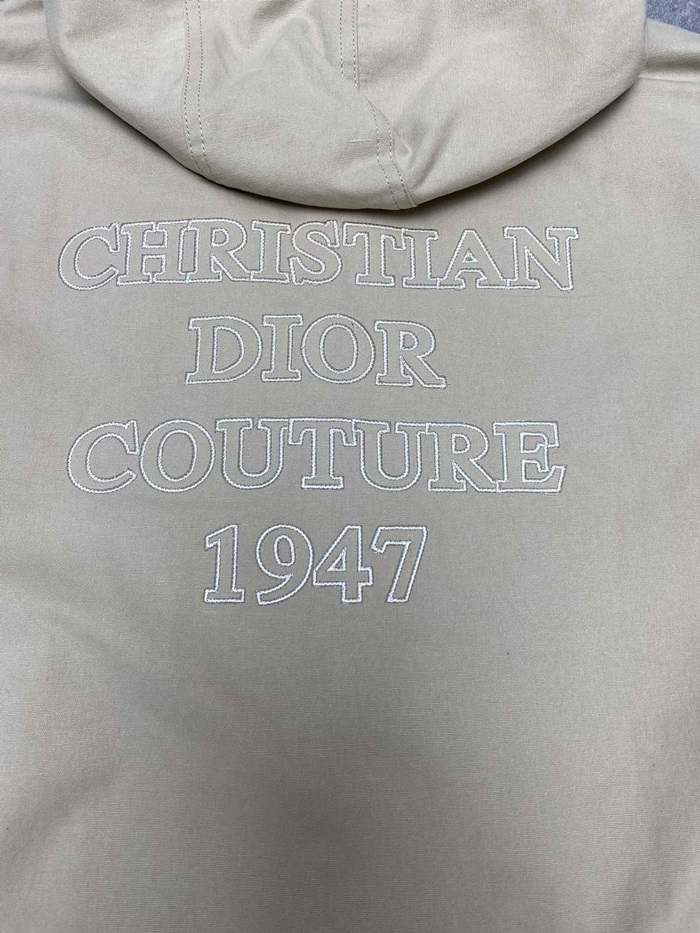 CHRISTIAN
DIOR
COUTURE
1947